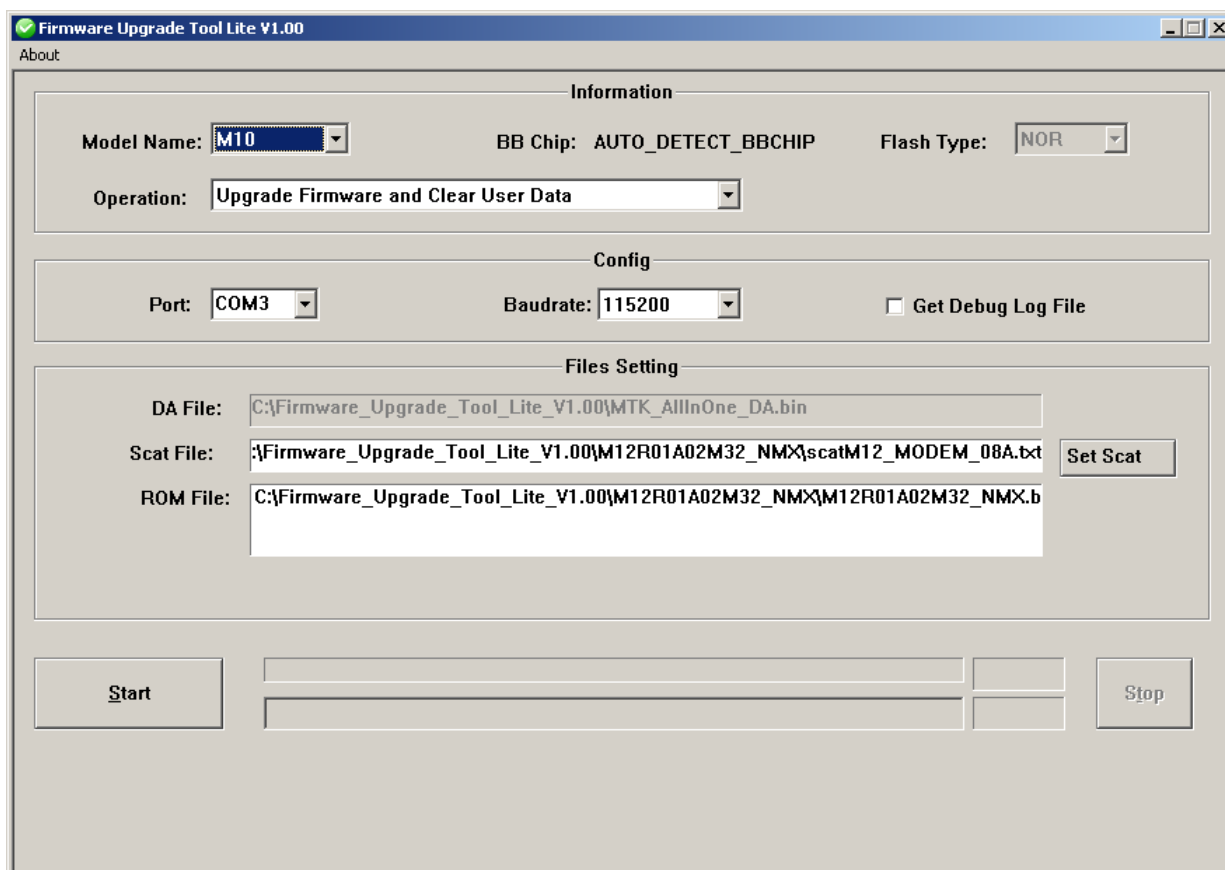 Firmware Upgrade Tool Lite V1.00
About
Information
Model Name: M10 BB Chip: AUTO_DETECT_BBCHIP Flash Type: NOR
Operation: Upgrade Firmware and Clear User Data
Config
Port: COM3 Baudrate: 115200 Get Debug Log File
Files Setting
DA File: C:\Firmware_Upgrade_Tool_Lite_V1.00\MTK_AllInOne_DA.bin
Scat File: :\Firmware_Upgrade_Tool_Lite_V1.00\M12R01A02M32_NMX\scatM12_MODEM_08A.txt Set Scat
ROM File: C:\Firmware_Upgrade_Tool_Lite_V1.00\M12R01A02M32_NMX\M12R01A02M32_NMX.b
Start Stop